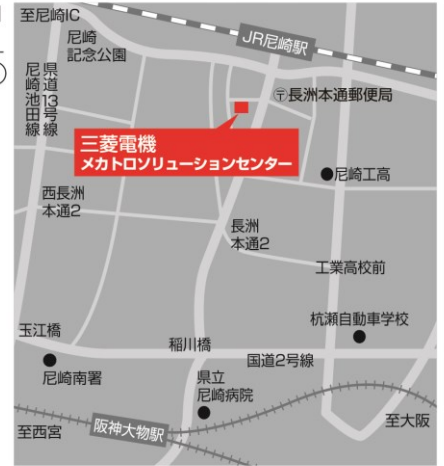 至尼崎IC
尼崎
記念公園
JR尼崎駅
県道13号線
尼崎池田線
〒長洲本通郵便局
三菱電機
メカトロソリューションセンター
尼崎工高
西長洲
本通2
長洲
本通2
工業高校前
玉江橋
杭瀬自動車学校
稲川橋
国道2号線
尼崎南署
県立
尼崎病院
至西宮
阪神大物駅
至大阪